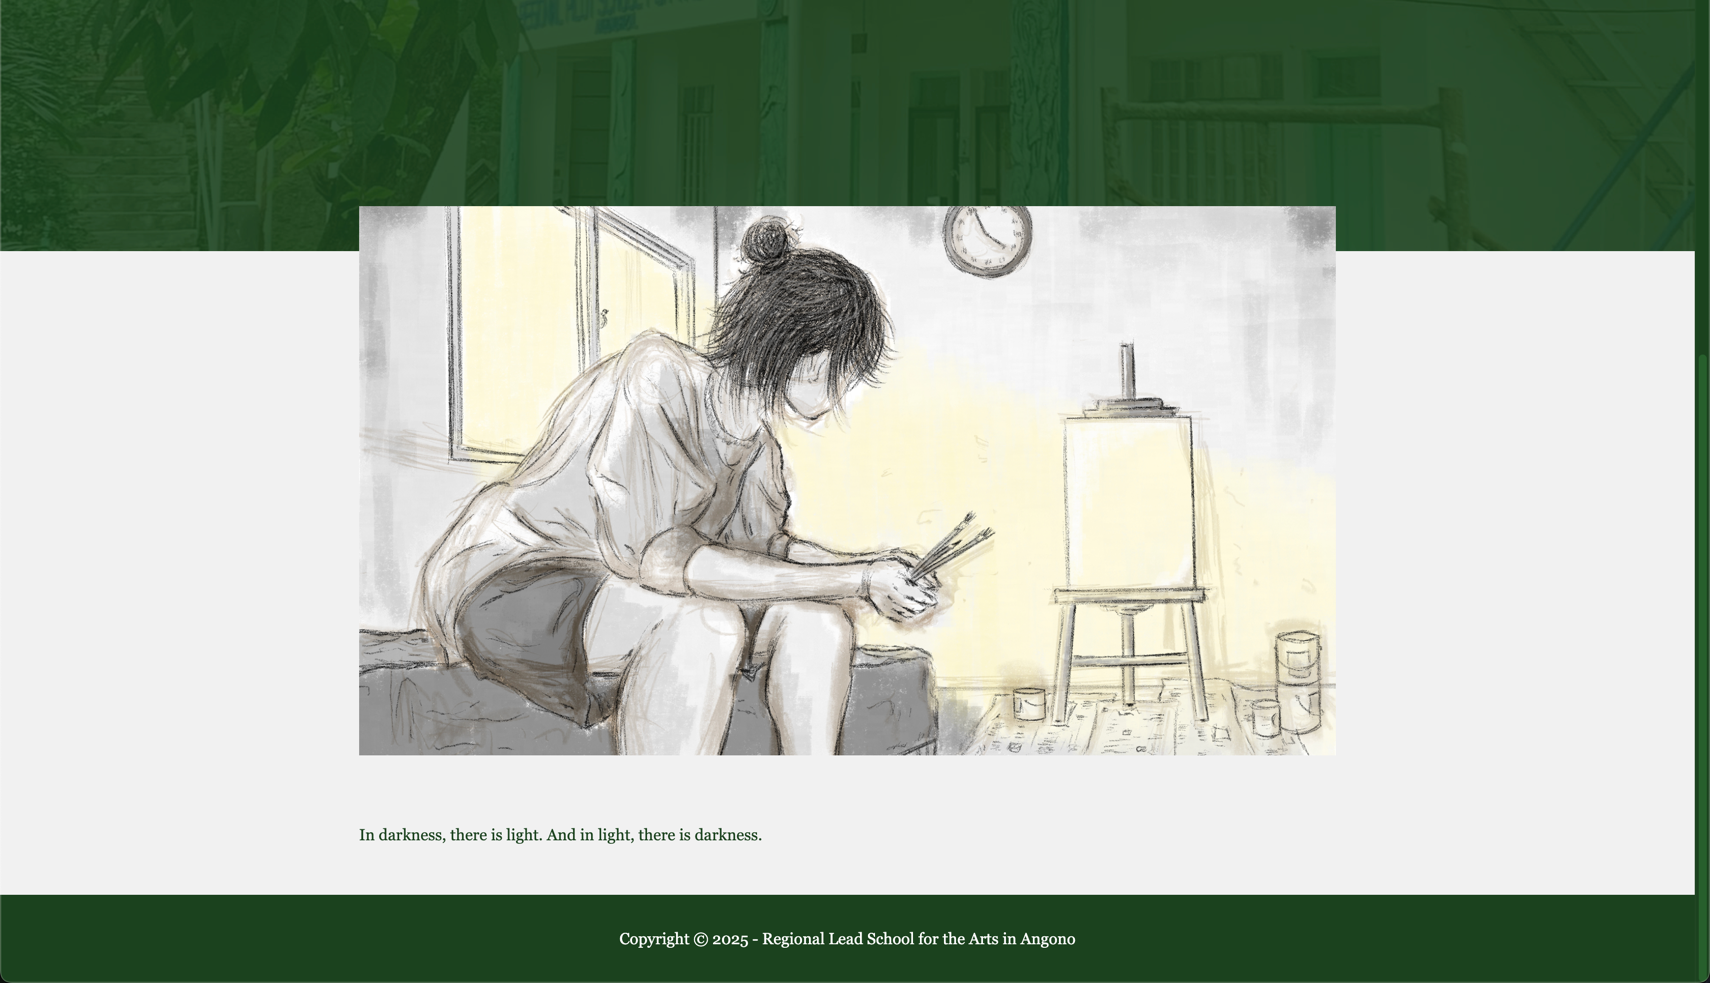 In darkness, there is light. And in light, there is darkness.
Copyright © 2025 - Regional Lead School for the Arts in Angono